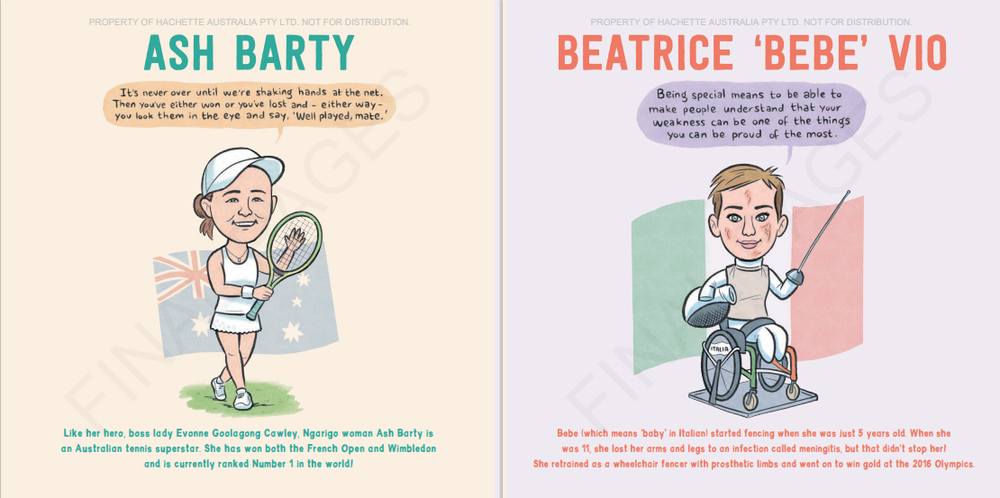 PROPERTY OF HACHETTE AUSTRALIA PTY LTD. NOT FOR DISTRIBUTION.
ASH BARTY
It's never over until we're shaking hands at the net.
Then you've either won or you've lost and - either way -
you look them in the eye and say, 'Well played, mate.'
Like her hero, boss lady Evonne Goolagong Cawley, Ngarigo woman Ash Barty is
an Australian tennis superstar. She has won both the French Open and Wimbledon
and is currently ranked Number 1 in the world!
FINAL PAGES
PROPERTY OF HACHETTE AUSTRALIA PTY LTD. NOT FOR DISTRIBUTION.
BEATRICE 'BEBE' VIO
Being special means to be able to
make people understand that your
weakness can be one of the things
you can be proud of the most.
ITALIA
Bebe (which means 'baby' in Italian) started fencing when she was just 5 years old. When she
was 11, she lost her arms and legs to an infection called meningitis, but that didn't stop her!
She retrained as a wheelchair fencer with prosthetic limbs and went on to win gold at the 2016 Olympics.
FINAL PAGES